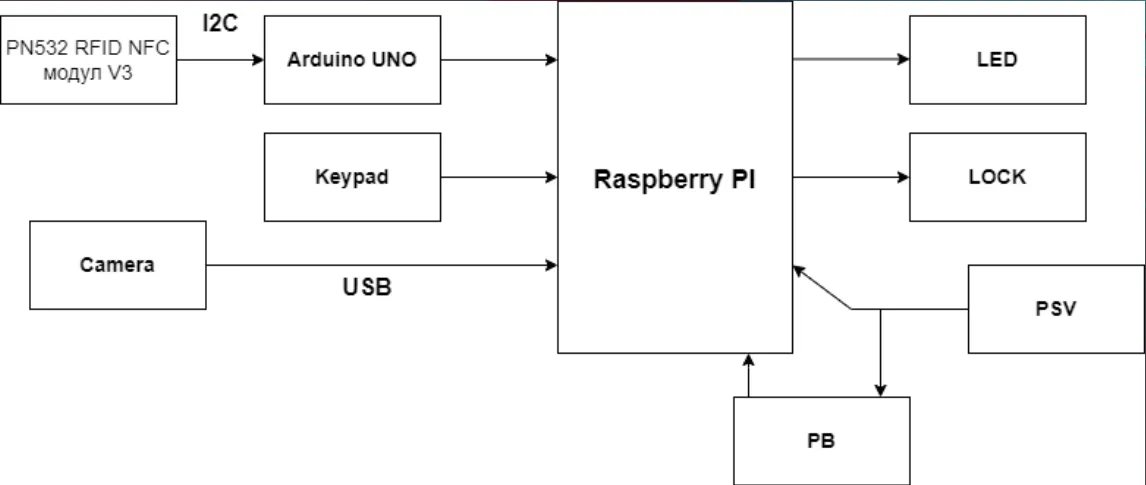 I2C
PN532 RFID NFC
модул V3
Arduino UNO
LED
Keypad
Raspberry PI
LOCK
Camera
USB
PSV
PB